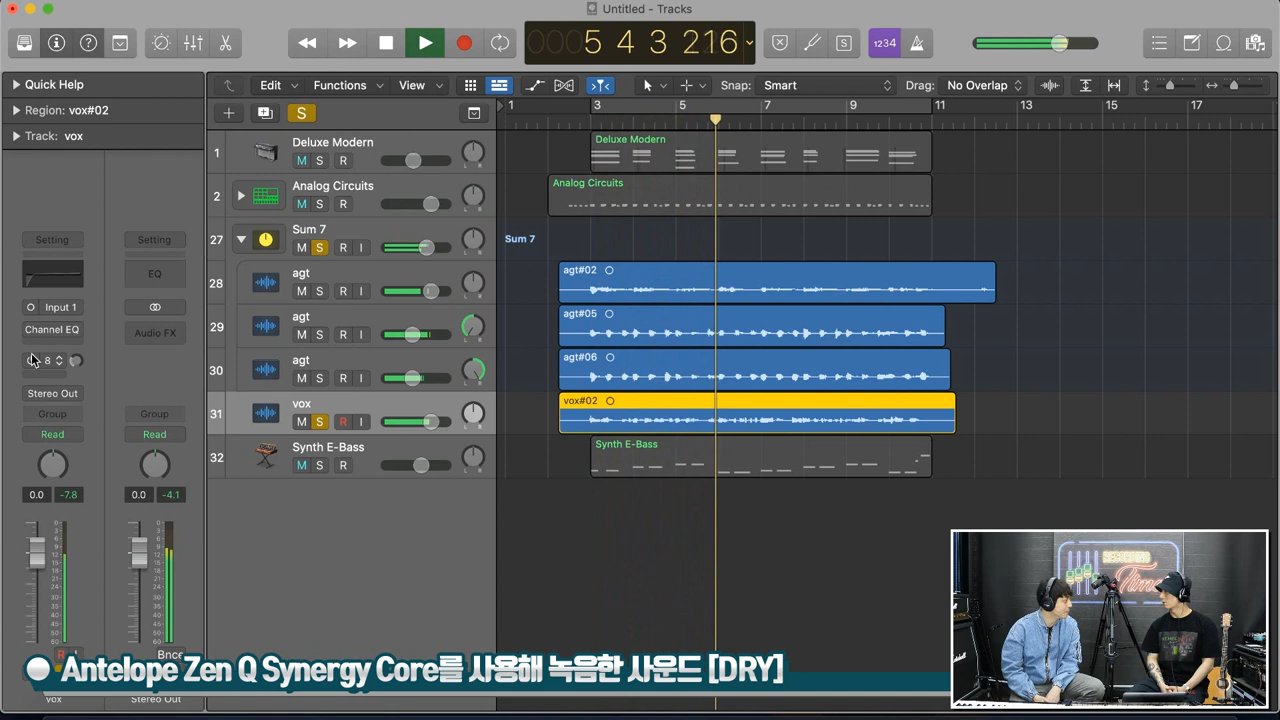 Untitled - Tracks
5 4 3 216
1234
Quick Help
Region: vox#02
Track: vox
Edit
Functions
View
Snap:
Smart
Drag:
No Overlap
S
1
3
5
7
9
11
13
15
17
1
Deluxe Modern
M S R
Deluxe Modern
2
Analog Circuits
M S R
Analog Circuits
27
Sum 7
M S R I
Sum 7
28
agt
M S R I
agt#02
29
agt
M S R I
agt#05
30
agt
M S R I
agt#06
31
vox
M S R I
vox#02
32
Synth E-Bass
M S R
Synth E-Bass
Setting
Setting
EQ
Input 1
Channel EQ
Audio FX
8
Stereo Out
Group
Group
Read
Read
0.0
-7.8
0.0
-4.1
Bnce
Antelope Zen Q Synergy Core를 사용해 녹음한 사운드 [DRY]
vox
Stereo Out